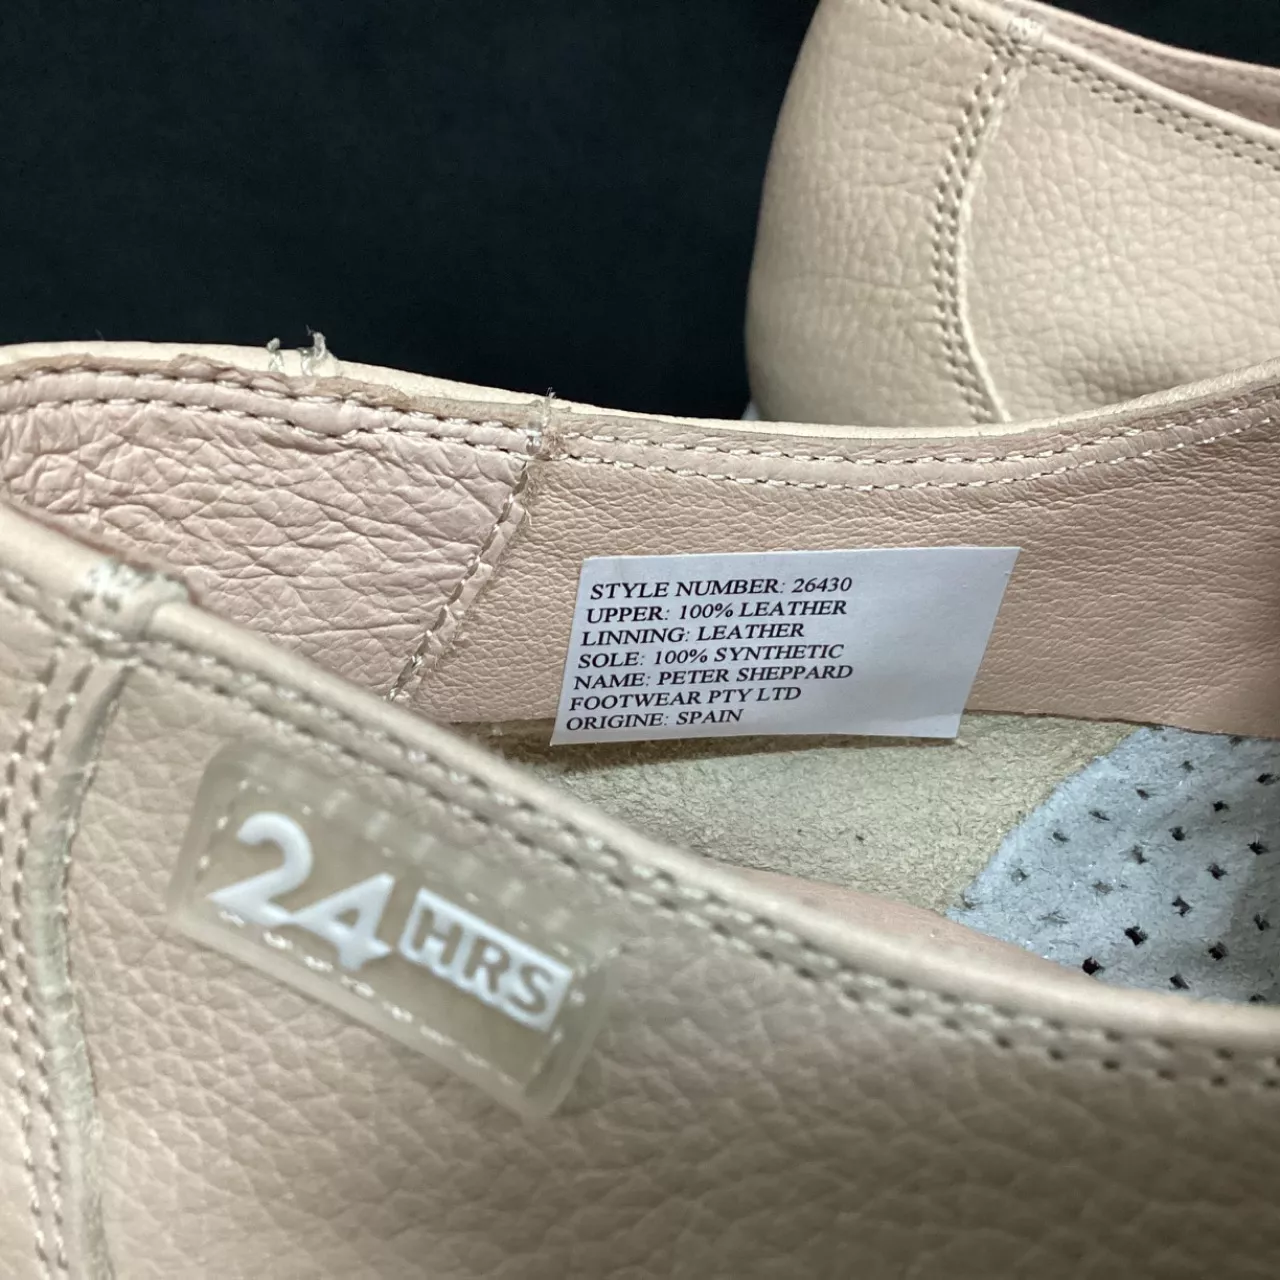 STYLE NUMBER: 26430
UPPER: 100% LEATHER
LINNING: LEATHER
SOLE: 100% SYNTHETIC
NAME: PETER SHEPPARD
FOOTWEAR PTY LTD
ORIGINE: SPAIN
24 HRS